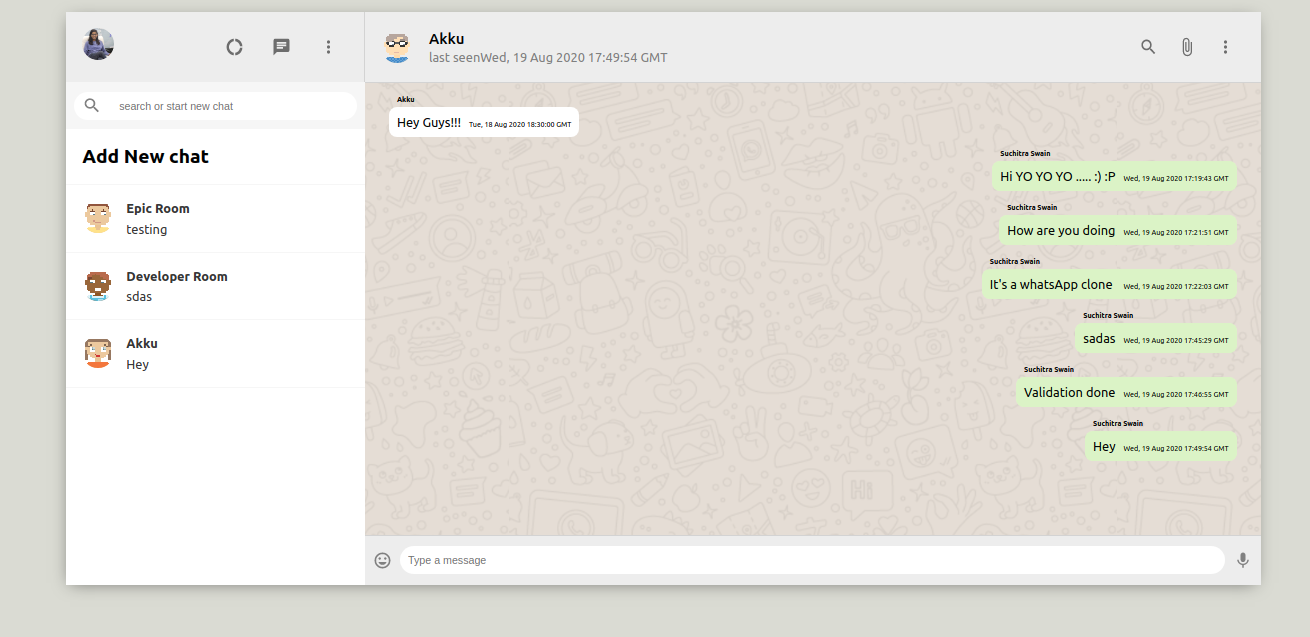 search or start new chat
Add New chat
Epic Room
testing
Developer Room
sdas
Akku
Hey
Akku
last seenWed, 19 Aug 2020 17:49:54 GMT
Akku
Hey Guys!!! Tue, 18 Aug 2020 18:30:00 GMT
Suchitra Swain
Hi YO YO YO ..... :) :P Wed, 19 Aug 2020 17:19:43 GMT
Suchitra Swain
How are you doing Wed, 19 Aug 2020 17:21:51 GMT
Suchitra Swain
It's a whatsApp clone Wed, 19 Aug 2020 17:22:03 GMT
Suchitra Swain
sadas Wed, 19 Aug 2020 17:45:29 GMT
Suchitra Swain
Validation done Wed, 19 Aug 2020 17:46:55 GMT
Suchitra Swain
Hey Wed, 19 Aug 2020 17:49:54 GMT
Hi
Type a message